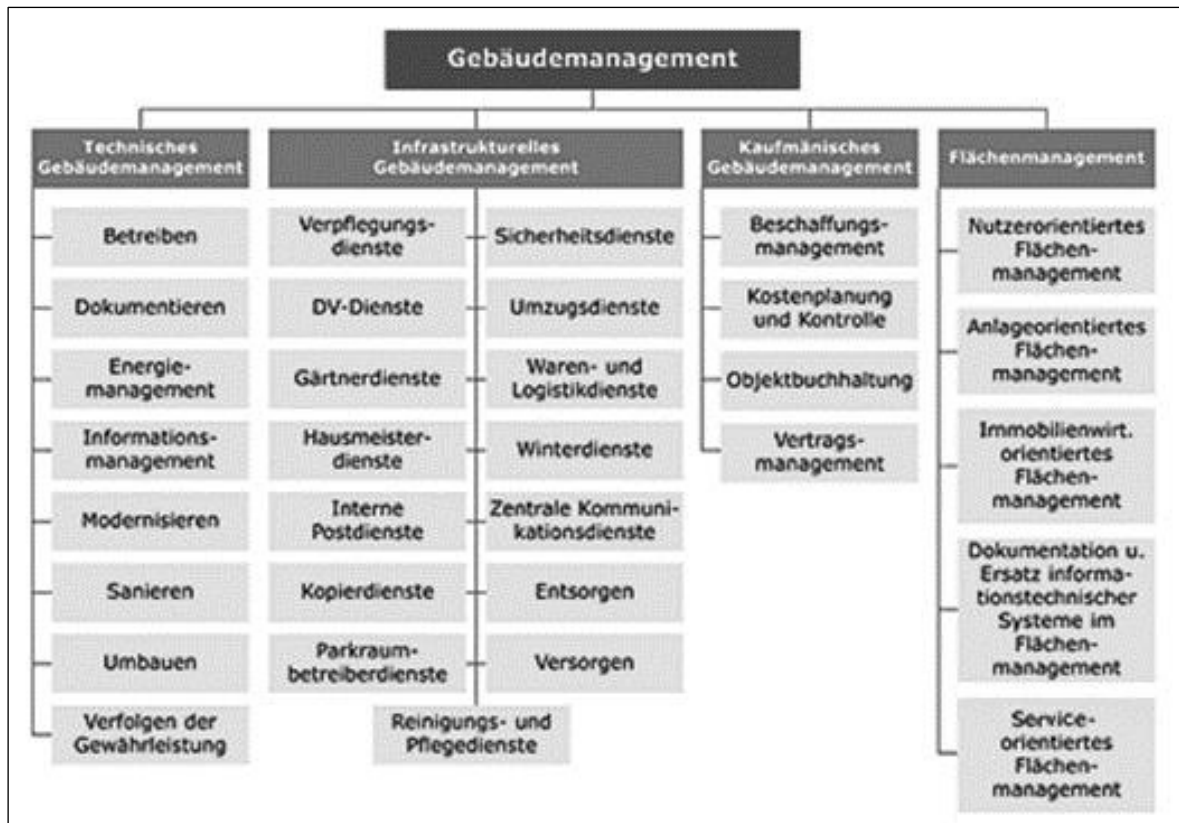 Gebäudemanagement
Technisches
Gebäudemanagement
Betreiben
Dokumentieren
Energie-
management
Informations-
management
Modernisieren
Sanieren
Umbauen
Verfolgen der
Gewährleistung
Infrastrukturelles
Gebäudemanagement
Verpflegungs-
dienste
DV-Dienste
Gärtnerdienste
Hausmeister-
dienste
Interne
Postdienste
Kopierdienste
Parkraum-
betreiberdienste
Sicherheitsdienste
Umzugsdienste
Waren- und
Logistikdienste
Winterdienste
Zentrale Kommuni-
kationsdienste
Entsorgen
Versorgen
Reinigungs- und
Pflegedienste
Kaufmänisches
Gebäudemanagement
Beschaffungs-
management
Kostenplanung
und Kontrolle
Objektbuchhaltung
Vertrags-
management
Flächenmanagement
Nutzerorientiertes
Flächen-
management
Anlageorientiertes
Flächen-
management
Immobilienwirt.
orientiertes
Flächen-
management
Dokumentation u.
Ersatz informa-
tionstechnischer
Systeme im
Flächen-
management
Service-
orientiertes
Flächen-
management